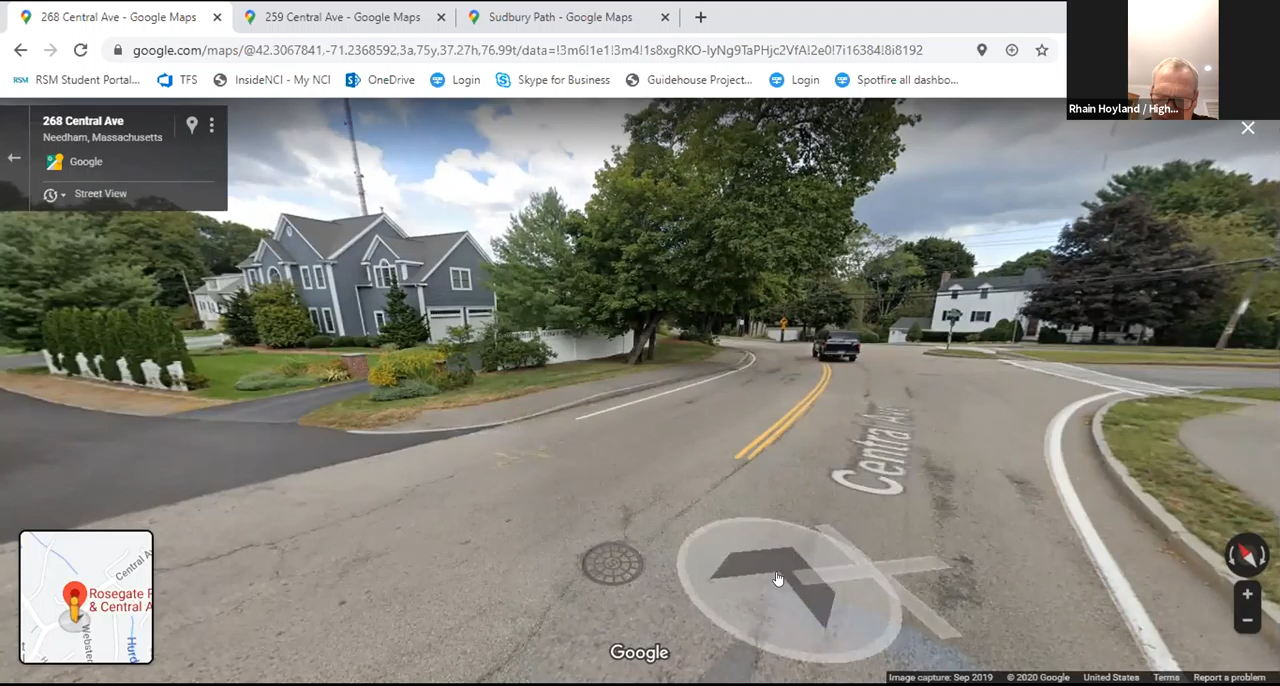 268 Central Ave - Google Maps
259 Central Ave - Google Maps
Sudbury Path - Google Maps
google.com/maps/@42.3067841,-71.2368592,3a,75y,37.27h,76.99t/data=!3m6!1e1!3m4!1s8xgRKO-IyNg9TaPHjc2VfA!2e0!7i16384!8i8192
RSM RSM Student Portal...
TFS
InsideNCI - My NCI
OneDrive
Login
Skype for Business
Guidehouse Project...
Login
Spotfire all dashbo...
Rhain Hoyland / High...
268 Central Ave
Needham, Massachusetts
Google
Street View
Central Ave
Central A
Rosegate
& Central A
Webster
Google
Image capture: Sep 2019 © 2020 Google United States Terms Report a problem